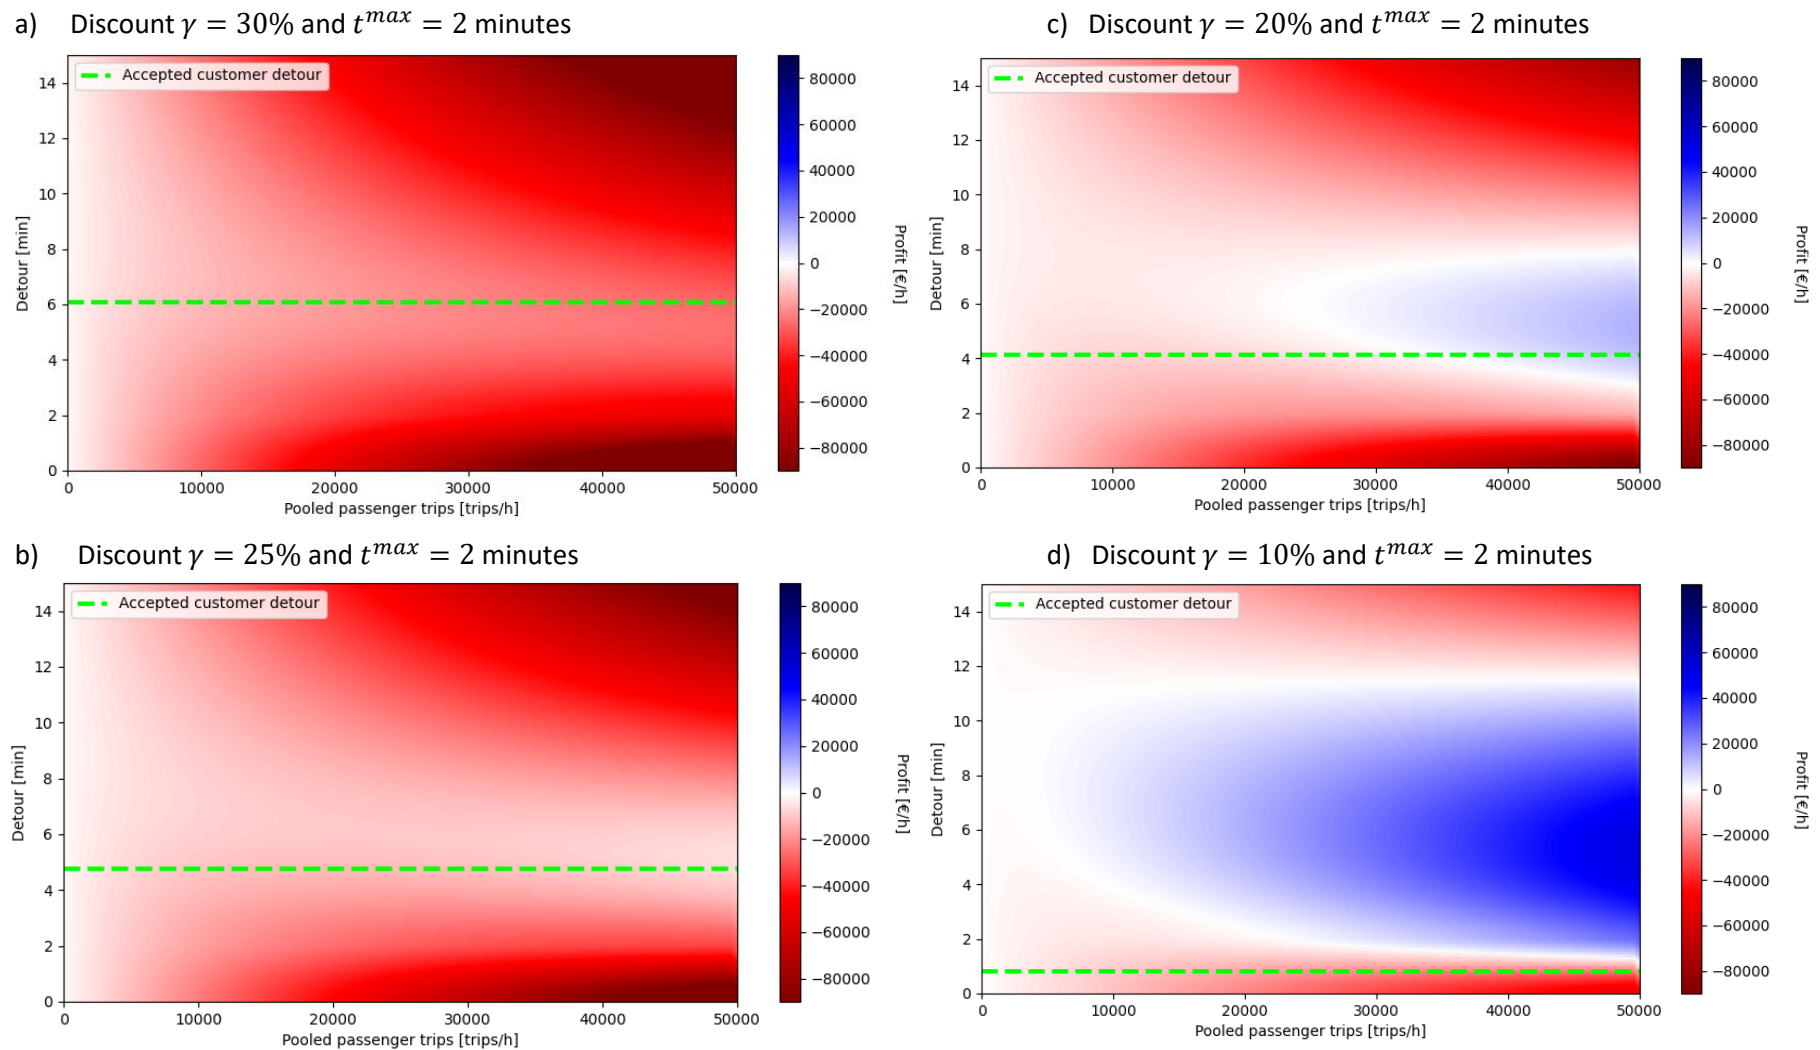 a) Discount γ = 30% and t^max = 2 minutes
Accepted customer detour
14
12
10
8
6
4
2
0
Detour [min]
0 10000 20000 30000 40000 50000
Pooled passenger trips [trips/h]
80000
60000
40000
20000
0
−20000
−40000
−60000
−80000
Profit [€/h]
c) Discount γ = 20% and t^max = 2 minutes
Accepted customer detour
14
12
10
8
6
4
2
0
Detour [min]
0 10000 20000 30000 40000 50000
Pooled passenger trips [trips/h]
80000
60000
40000
20000
0
−20000
−40000
−60000
−80000
Profit [€/h]
b) Discount γ = 25% and t^max = 2 minutes
Accepted customer detour
14
12
10
8
6
4
2
0
Detour [min]
0 10000 20000 30000 40000 50000
Pooled passenger trips [trips/h]
80000
60000
40000
20000
0
−20000
−40000
−60000
−80000
Profit [€/h]
d) Discount γ = 10% and t^max = 2 minutes
Accepted customer detour
14
12
10
8
6
4
2
0
Detour [min]
0 10000 20000 30000 40000 50000
Pooled passenger trips [trips/h]
80000
60000
40000
20000
0
−20000
−40000
−60000
−80000
Profit [€/h]